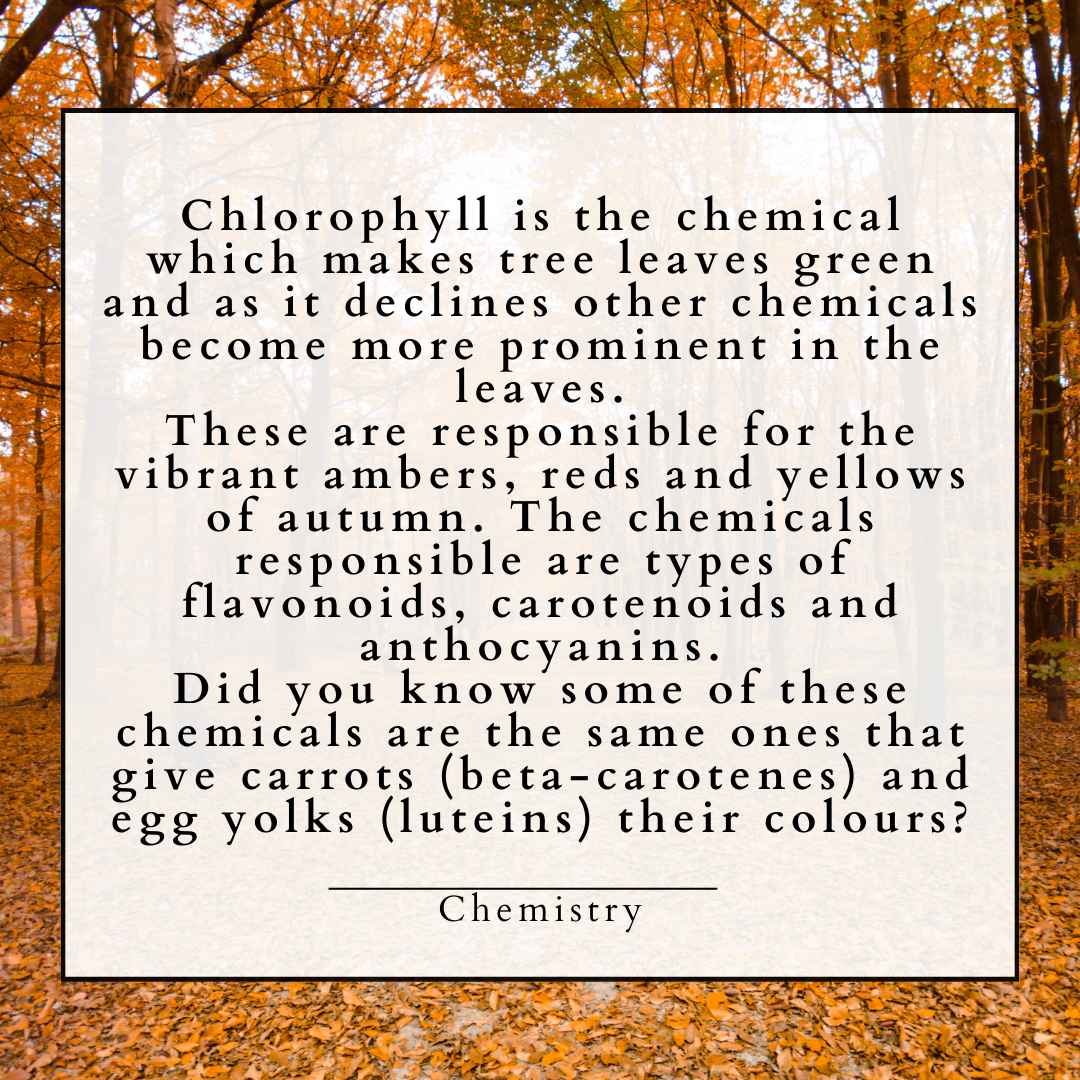 Chlorophyll is the chemical
which makes tree leaves green
and as it declines other chemicals
become more prominent in the
leaves.
These are responsible for the
vibrant ambers, reds and yellows
of autumn. The chemicals
responsible are types of
flavonoids, carotenoids and
anthocyanins.
Did you know some of these
chemicals are the same ones that
give carrots (beta-carotenes) and
egg yolks (luteins) their colours?
Chemistry